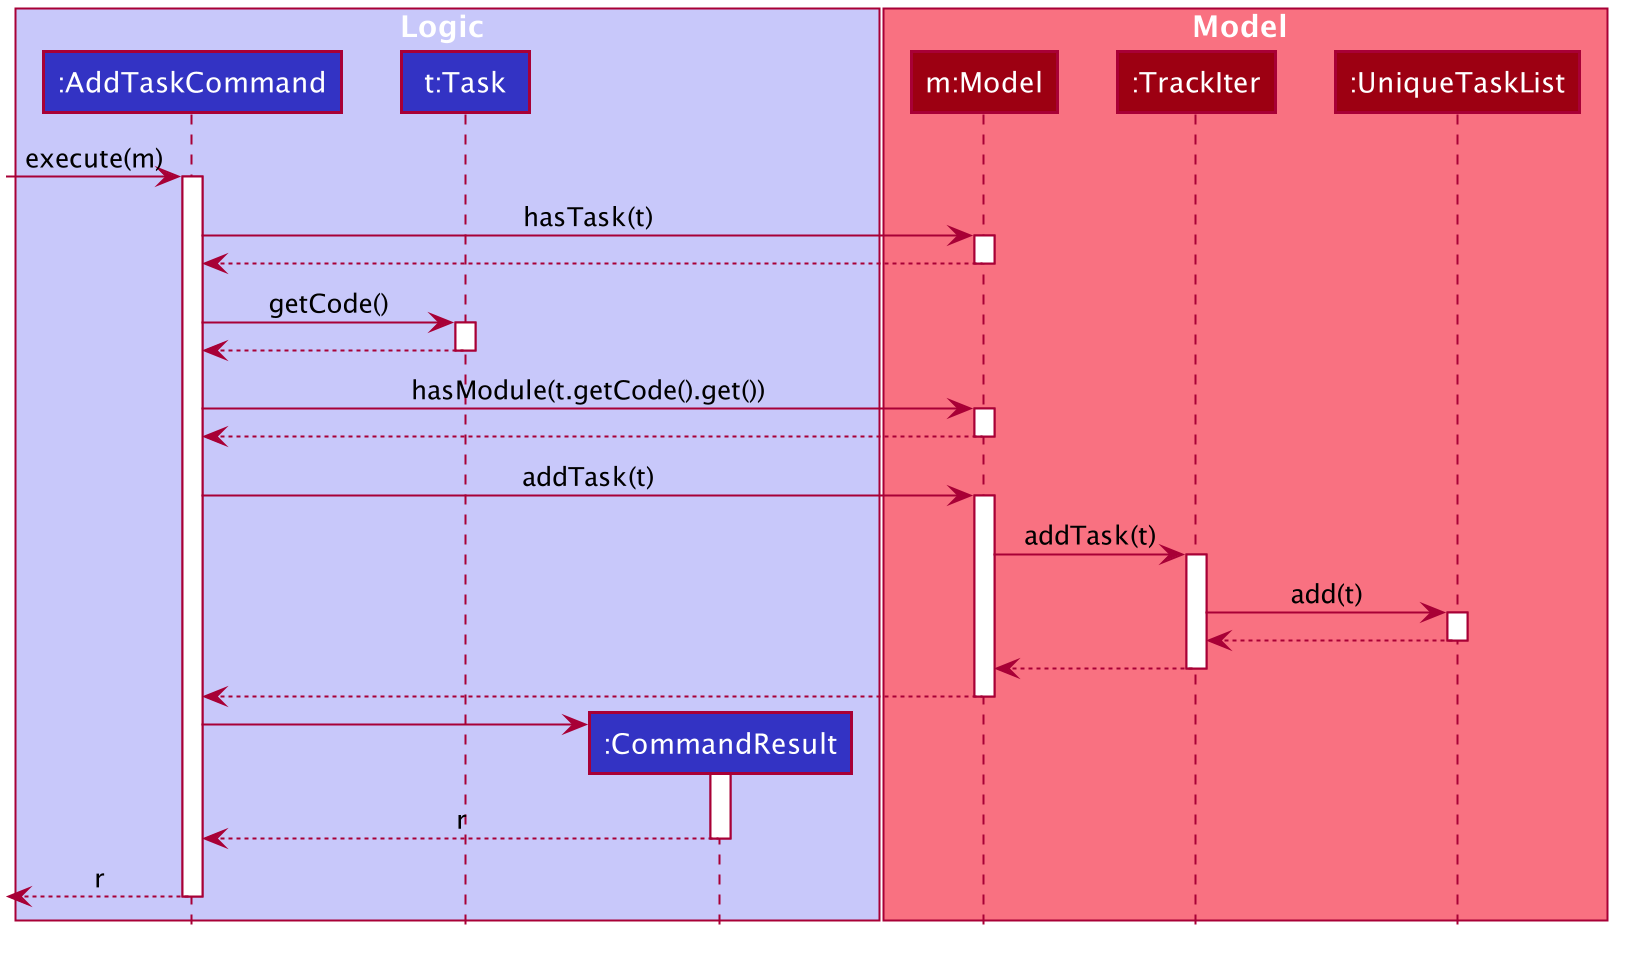 Logic
Model
:AddTaskCommand
t:Task
m:Model
:TrackIter
:UniqueTaskList
execute(m)
hasTask(t)
getCode()
hasModule(t.getCode().get())
addTask(t)
addTask(t)
add(t)
:CommandResult
r
r